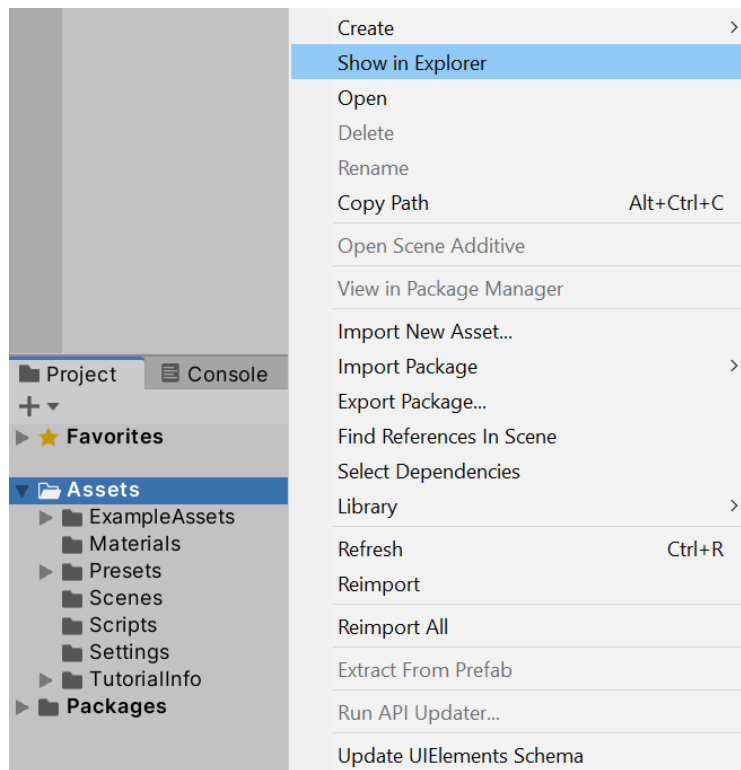 Create
Show in Explorer
Open
Delete
Rename
Copy Path Alt+Ctrl+C
Open Scene Additive
View in Package Manager
Import New Asset...
Import Package
Export Package...
Find References In Scene
Select Dependencies
Library
Refresh Ctrl+R
Reimport
Reimport All
Extract From Prefab
Run API Updater...
Update UIElements Schema
Project Console
Favorites
Assets
ExampleAssets
Materials
Presets
Scenes
Scripts
Settings
TutorialInfo
Packages